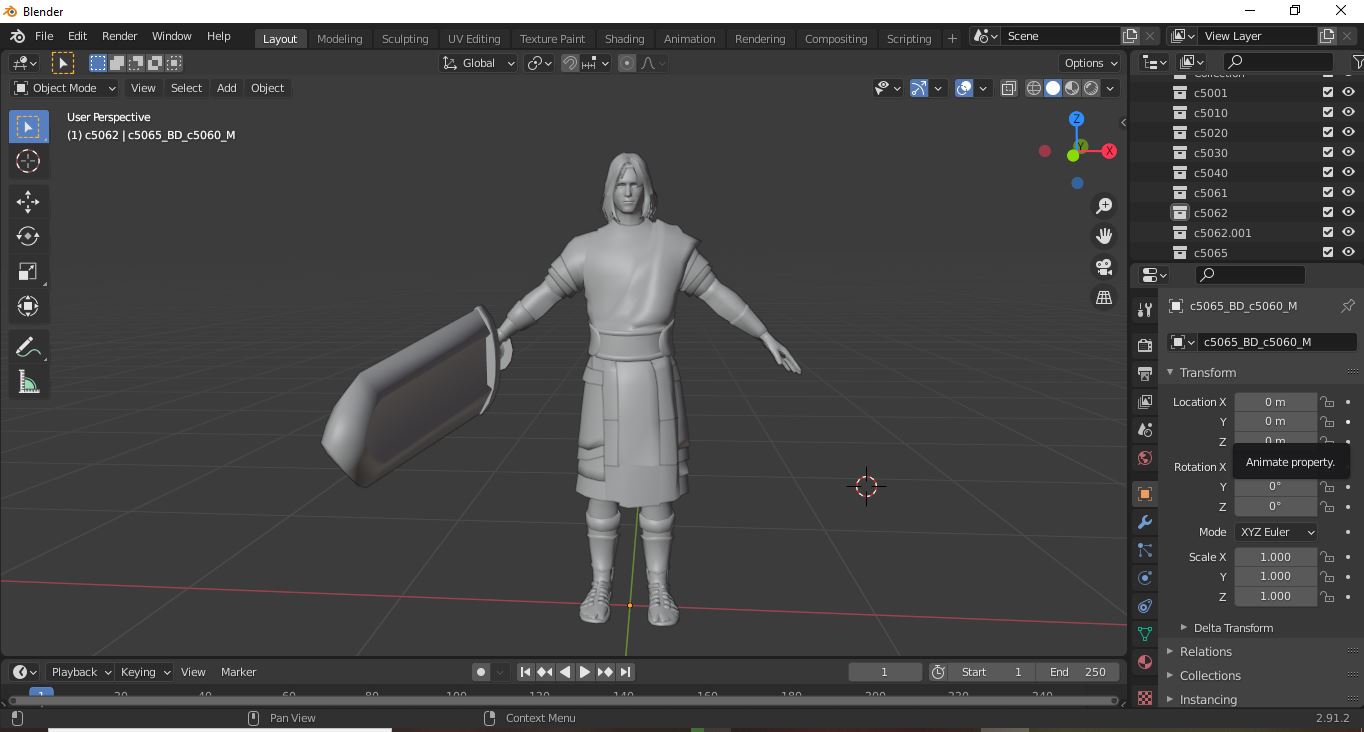 Blender
File Edit Render Window Help Layout Modeling Sculpting UV Editing Texture Paint Shading Animation Rendering Compositing Scripting + Scene View Layer
Global Options
Object Mode View Select Add Object
User Perspective
(1) c5062 | c5065_BD_c5060_M
Z
Y
X
Collection
c5001
c5010
c5020
c5030
c5040
c5061
c5062
c5062.001
c5065
c5065_BD_c5060_M
c5065_BD_c5060_M
Transform
Location X 0 m
Y 0 m
Z 0 m
Animate property.
Rotation X
Y 0°
Z 0°
Mode XYZ Euler
Scale X 1.000
Y 1.000
Z 1.000
Delta Transform
Relations
Collections
Instancing
Playback Keying View Marker 1 Start 1 End 250
1 20 40 60 80 100 120 140 160 180 200 220 240
Pan View Context Menu 2.91.2